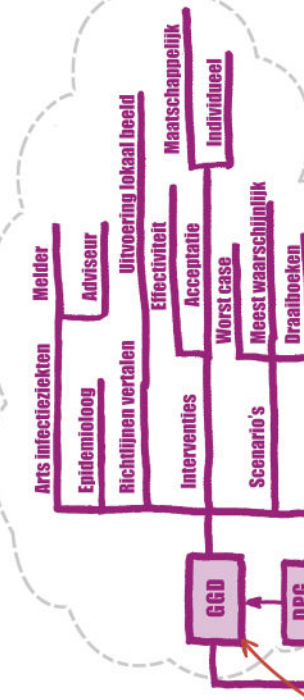 Arts infectieziekten
Melder
Adviseur
Epidemioloog
Richtlijnen vertalen
Uitvoering lokaal beeld
Interventies
Effectiviteit
Acceptatie
Maatschappelijk
Individueel
Scenario's
Worst case
Meest waarschijnlijk
Draaiboeken
GGD
DPG